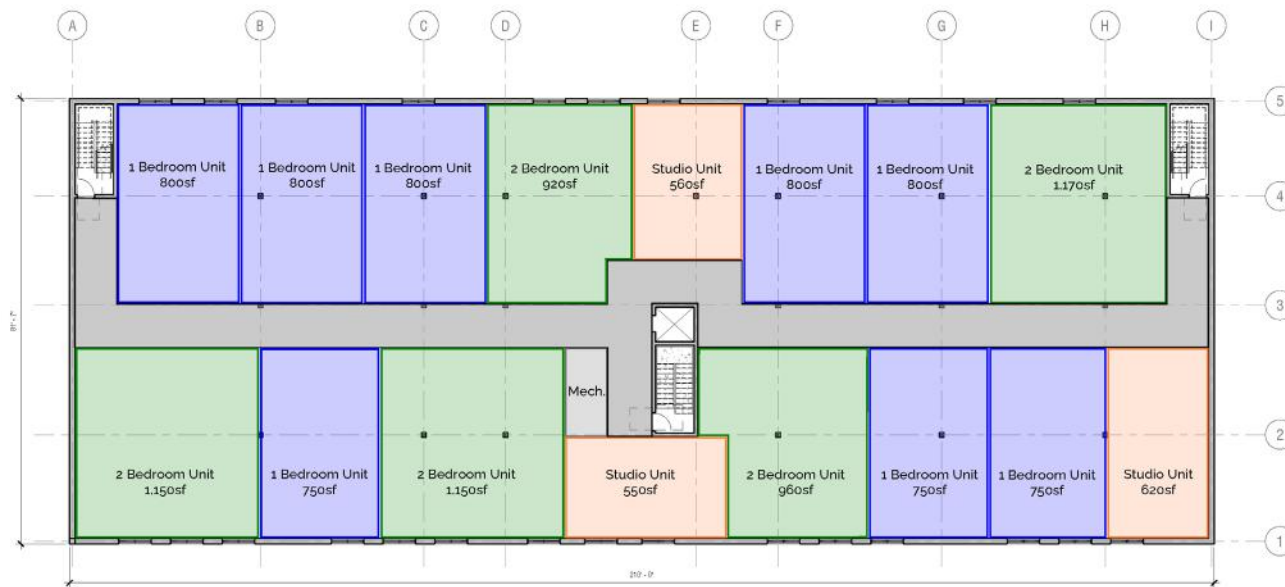 A B C D E F G H I
5
1 Bedroom Unit
800sf
1 Bedroom Unit
800sf
1 Bedroom Unit
800sf
2 Bedroom Unit
920sf
Studio Unit
560sf
1 Bedroom Unit
800sf
1 Bedroom Unit
800sf
2 Bedroom Unit
1,170sf
4
3
Mech.
2
2 Bedroom Unit
1,150sf
1 Bedroom Unit
750sf
2 Bedroom Unit
1,150sf
Studio Unit
550sf
2 Bedroom Unit
960sf
1 Bedroom Unit
750sf
1 Bedroom Unit
750sf
Studio Unit
620sf
1